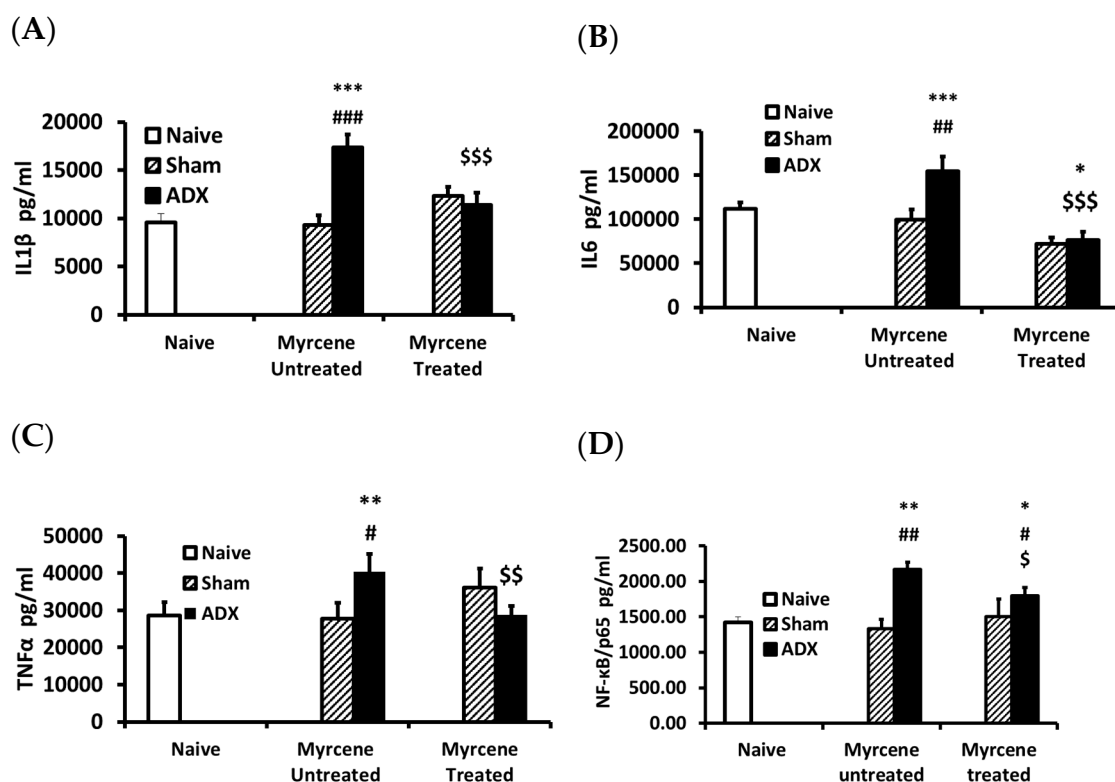 (A)
***
###
$$$
IL1β pg/ml
20000
15000
10000
5000
0
Naive
Sham
ADX
Naive
Myrcene
Untreated
Myrcene
Treated
(B)
***
##
*
$$$
IL6 pg/ml
200000
150000
100000
50000
0
Naive
Sham
ADX
Naive
Myrcene
Untreated
Myrcene
Treated
(C)
**
#
$$
TNFα pg/ml
50000
40000
30000
20000
10000
0
Naive
Sham
ADX
Naive
Myrcene
Untreated
Myrcene
Treated
(D)
**
##
*
#
$
NF-κB/p65 pg/ml
2500.00
2000.00
1500.00
1000.00
500.00
0.00
Naive
Sham
ADX
Naive
Myrcene
untreated
Myrcene
treated